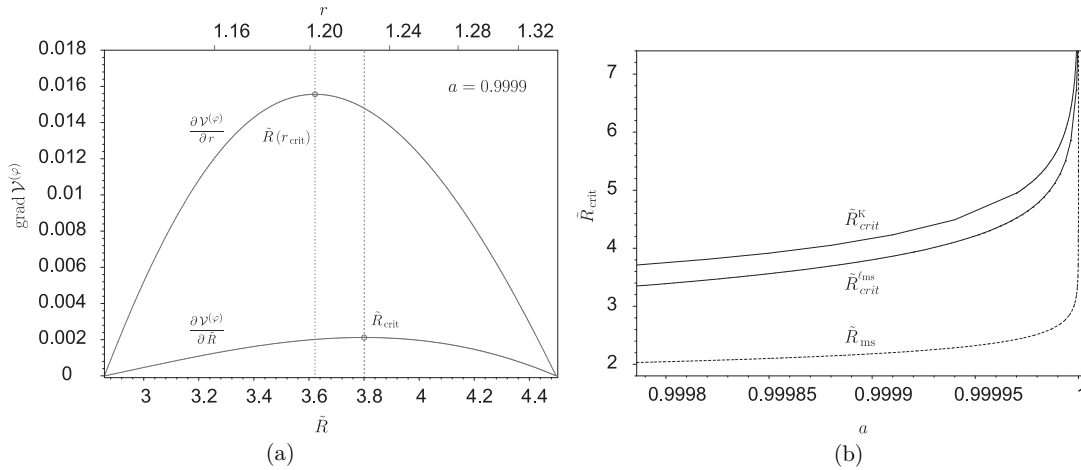 r
1.16 1.20 1.24 1.28 1.32
0.018
0.016
0.014
0.012
0.01
0.008
0.006
0.004
0.002
0
grad 𝒱^(φ)
a = 0.9999
∂ 𝒱^(φ) / ∂ r
R̃ (r_crit)
∂ 𝒱^(φ) / ∂ R̃
R̃_crit
3 3.2 3.6 3.8 4 4.2 4.4
R̃
(a)
7
6
5
4
3
2
R̃_crit
R̃^K_crit
R̃^ℓms_crit
R̃_ms
0.9998 0.99985 0.9999 0.99995 1
a
(b)